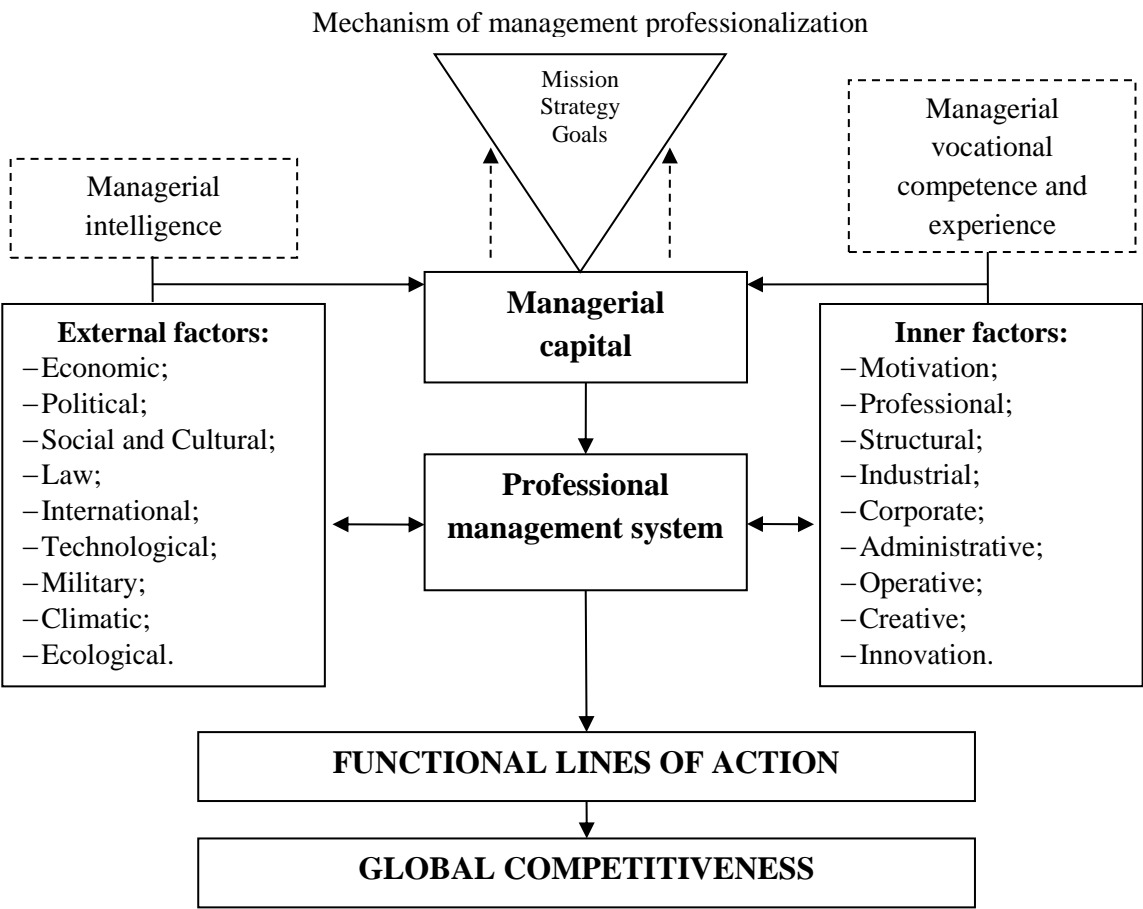 Mechanism of management professionalization
Mission
Strategy
Goals
Managerial
intelligence
Managerial
vocational
competence and
experience
Managerial
capital
External factors:
–Economic;
–Political;
–Social and Cultural;
–Law;
–International;
–Technological;
–Military;
–Climatic;
–Ecological.
Professional
management system
Inner factors:
–Motivation;
–Professional;
–Structural;
–Industrial;
–Corporate;
–Administrative;
–Operative;
–Creative;
–Innovation.
FUNCTIONAL LINES OF ACTION
GLOBAL COMPETITIVENESS